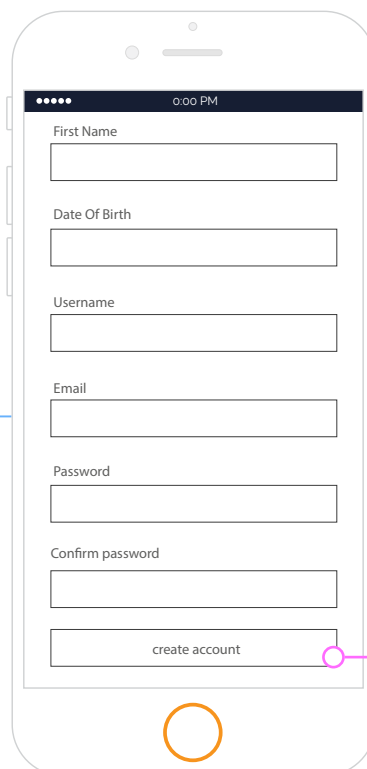 0:00 PM
First Name
Date Of Birth
Username
Email
Password
Confirm password
create account